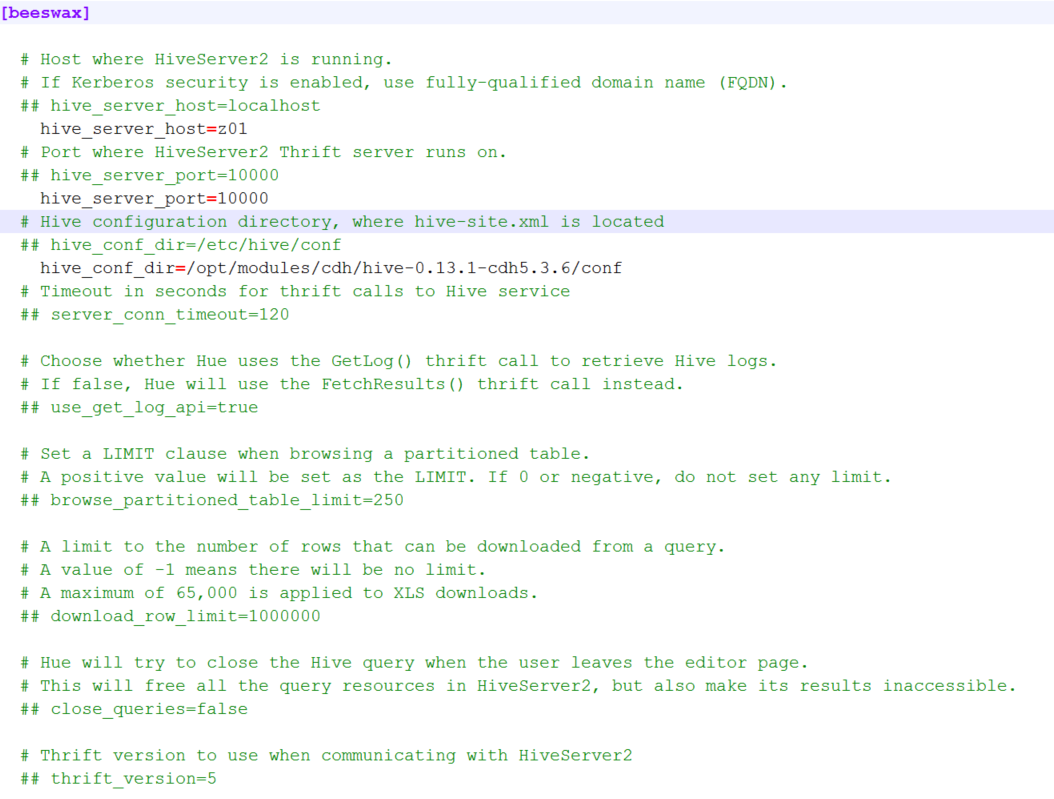 [beeswax]
# Host where HiveServer2 is running.
# If Kerberos security is enabled, use fully-qualified domain name (FQDN).
## hive_server_host=localhost
hive_server_host=z01
# Port where HiveServer2 Thrift server runs on.
## hive_server_port=10000
hive_server_port=10000
# Hive configuration directory, where hive-site.xml is located
## hive_conf_dir=/etc/hive/conf
hive_conf_dir=/opt/modules/cdh/hive-0.13.1-cdh5.3.6/conf
# Timeout in seconds for thrift calls to Hive service
## server_conn_timeout=120
# Choose whether Hue uses the GetLog() thrift call to retrieve Hive logs.
# If false, Hue will use the FetchResults() thrift call instead.
## use_get_log_api=true
# Set a LIMIT clause when browsing a partitioned table.
# A positive value will be set as the LIMIT. If 0 or negative, do not set any limit.
## browse_partitioned_table_limit=250
# A limit to the number of rows that can be downloaded from a query.
# A value of -1 means there will be no limit.
# A maximum of 65,000 is applied to XLS downloads.
## download_row_limit=1000000
# Hue will try to close the Hive query when the user leaves the editor page.
# This will free all the query resources in HiveServer2, but also make its results inaccessible.
## close_queries=false
# Thrift version to use when communicating with HiveServer2
## thrift_version=5